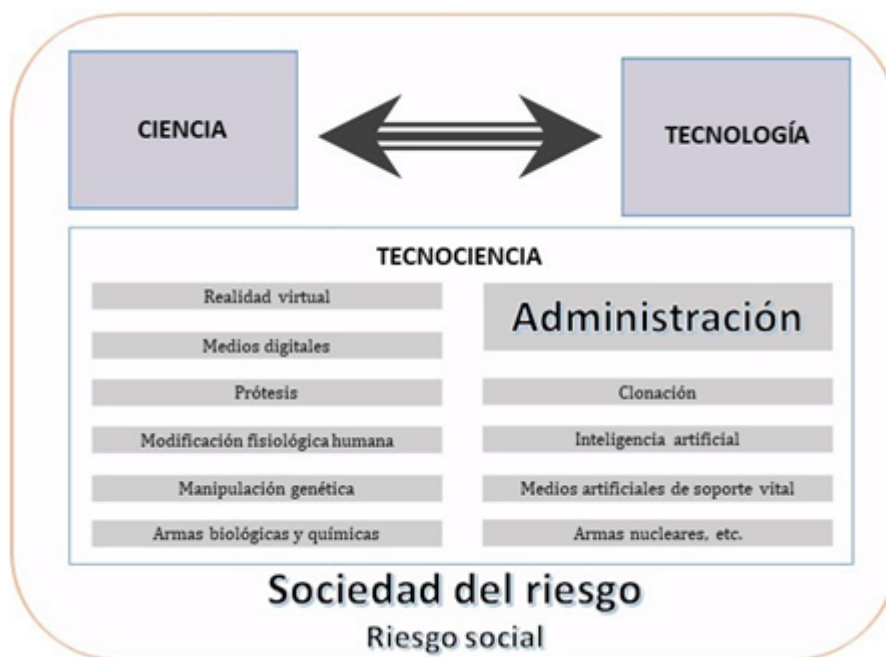 CIENCIA
TECNOLOGÍA
TECNOCIENCIA
Realidad virtual
Medios digitales
Prótesis
Modificación fisiológica humana
Manipulación genética
Armas biológicas y químicas
Administración
Clonación
Inteligencia artificial
Medios artificiales de soporte vital
Armas nucleares, etc.
Sociedad del riesgo
Riesgo social